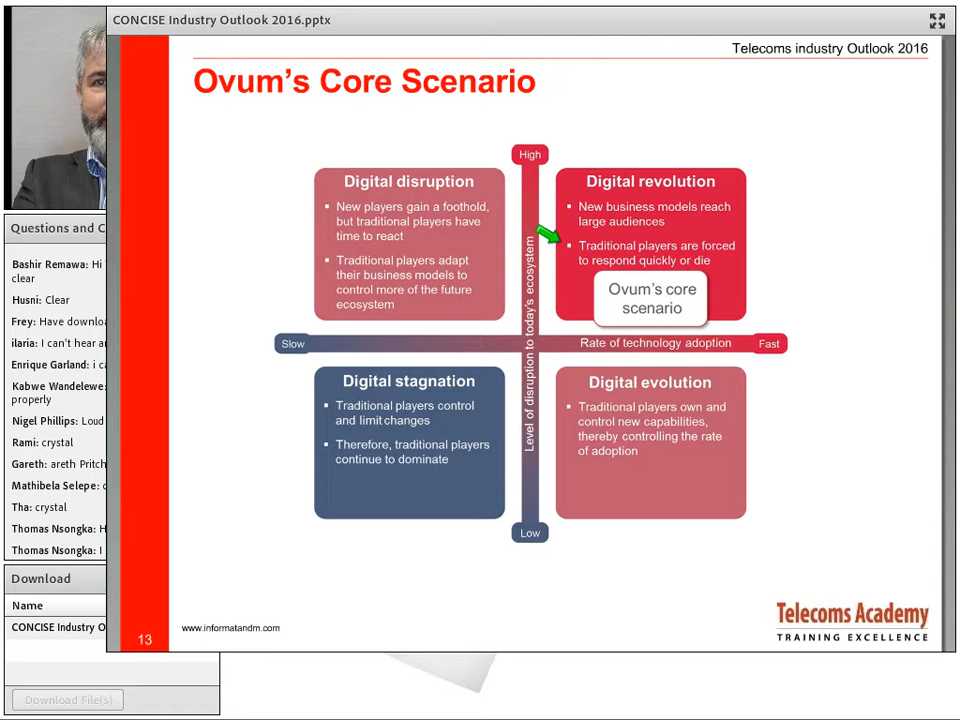 CONCISE Industry Outlook 2016.pptx
Telecoms industry Outlook 2016
Ovum's Core Scenario
High
Digital disruption
New players gain a foothold,
but traditional players have
time to react
Traditional players adapt
their business models to
control more of the future
ecosystem
Digital revolution
New business models reach
large audiences
Traditional players are forced
to respond quickly or die
Ovum's core
scenario
Level of disruption to today's ecosystem
Slow
Rate of technology adoption
Fast
Digital stagnation
Traditional players control
and limit changes
Therefore, traditional players
continue to dominate
Digital evolution
Traditional players own and
control new capabilities,
thereby controlling the rate
of adoption
Low
13
www.informatandm.com
Telecoms Academy
TRAINING EXCELLENCE
Questions and C
Bashir Remawa: Hi
clear
Husni: Clear
Frey: Have downlo
ilaria: I can't hear a
Enrique Garland: i c
Kabwe Wandelewe:
properly
Nigel Phillips: Loud
Rami: crystal
Gareth: areth Pritch
Mathibela Selepe:
Tha: crystal
Thomas Nsongka: H
Thomas Nsongka: I
Download
Name
CONCISE Industry O
Download File(s)